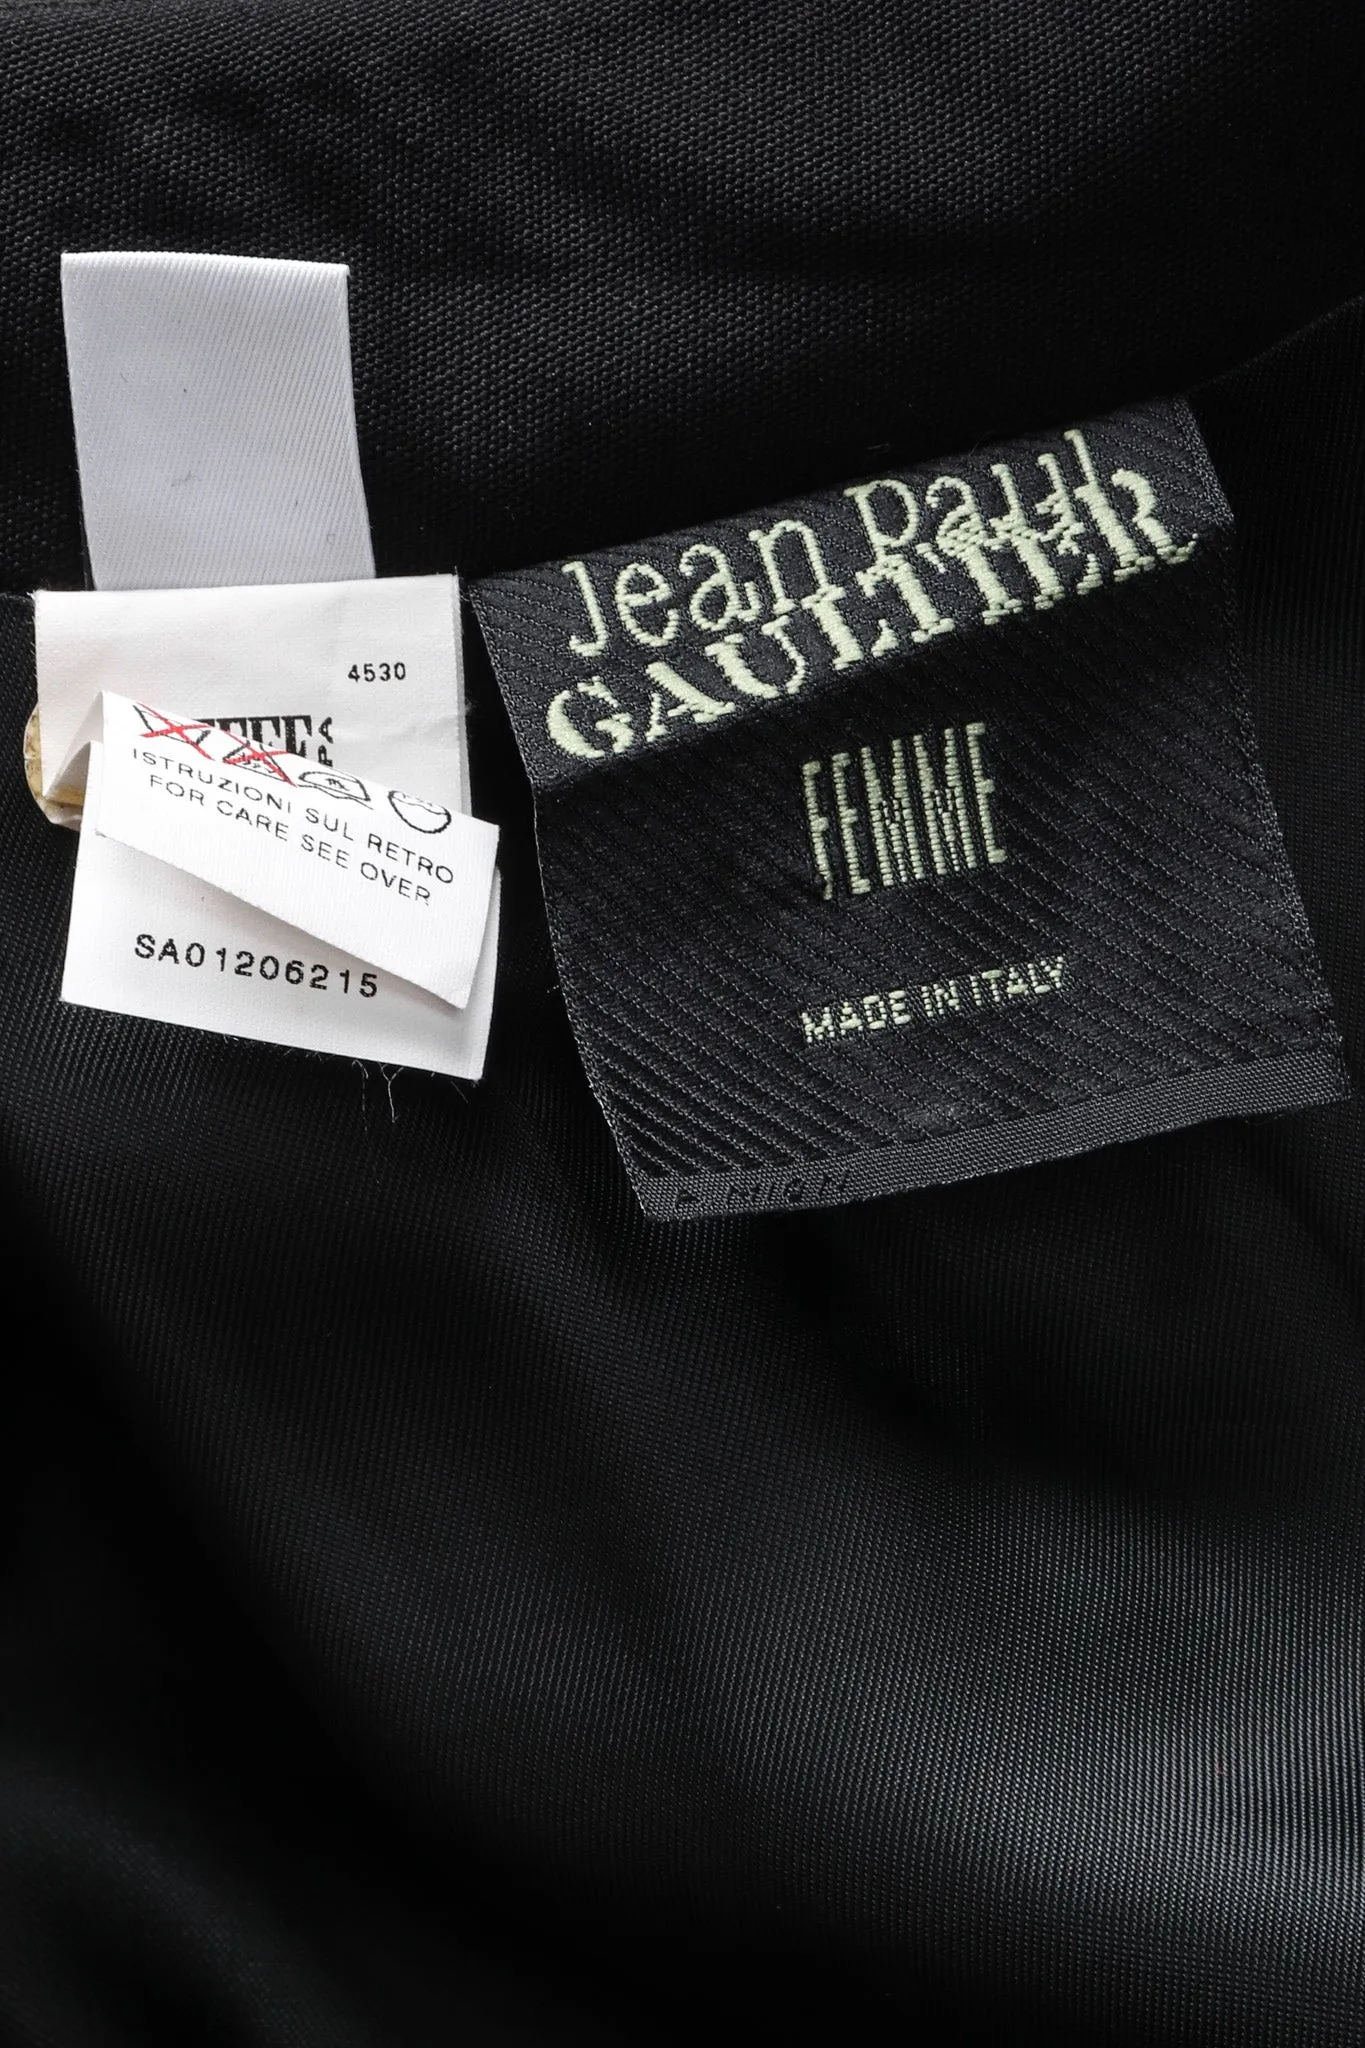 4530
ISTRUZIONI SUL RETRO
FOR CARE SEE OVER
SA01206215
Jean Paul
GAULTIER
FEMME
MADE IN ITALY